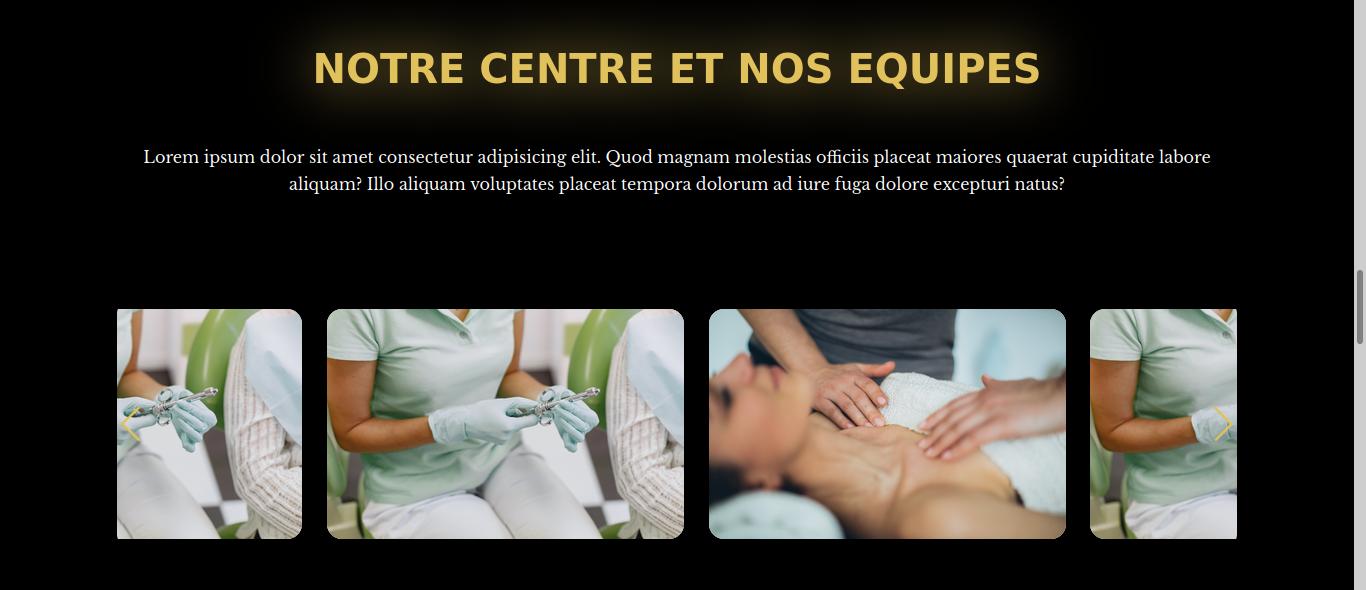 NOTRE CENTRE ET NOS EQUIPES
Lorem ipsum dolor sit amet consectetur adipisicing elit. Quod magnam molestias officiis placeat maiores quaerat cupiditate labore
aliquam? Illo aliquam voluptates placeat tempora dolorum ad iure fuga dolore excepturi natus?